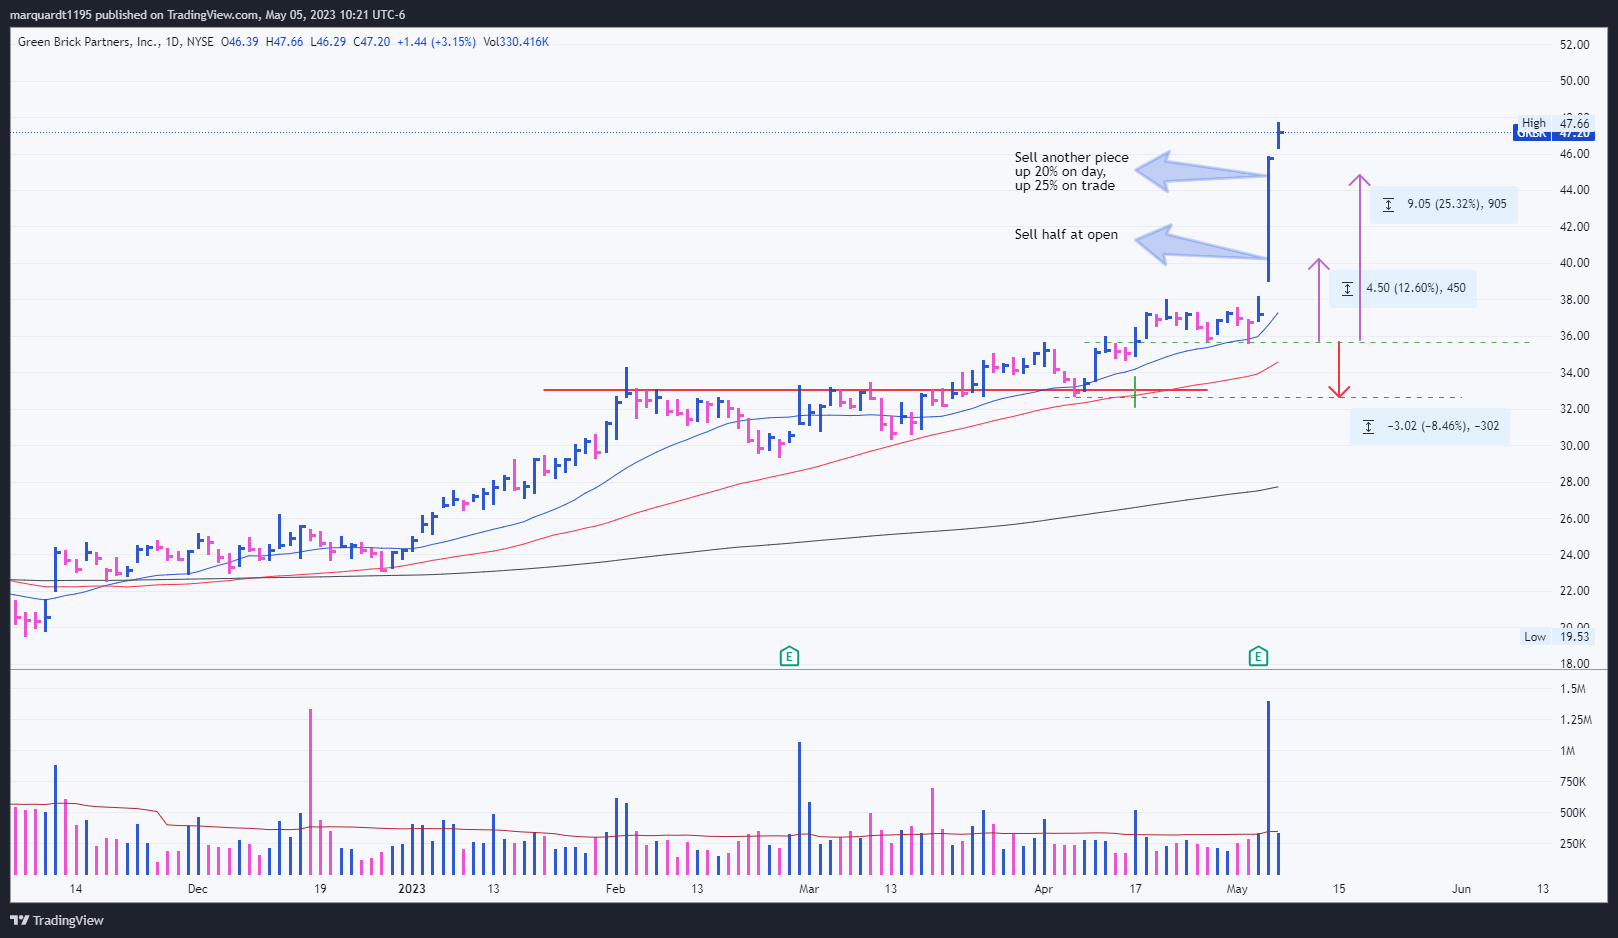 marquardt1195 published on TradingView.com, May 05, 2023 10:21 UTC-6
Green Brick Partners, Inc., 1D, NYSE O46.39 H47.66 L46.29 C47.20 +1.44 (+3.15%) Vol330.416K
52.00
50.00
High 47.66
GRBK 47.20
46.00
44.00
42.00
40.00
38.00
36.00
34.00
32.00
30.00
28.00
26.00
24.00
22.00
20.00
Low 19.53
18.00
Sell another piece
up 20% on day,
up 25% on trade
Sell half at open
9.05 (25.32%), 905
4.50 (12.60%), 450
−3.02 (−8.46%), −302
E
E
1.5M
1.25M
1M
750K
500K
250K
14 Dec 19 2023 13 Feb 13 Mar 13 Apr 17 May 15 Jun 13
TradingView